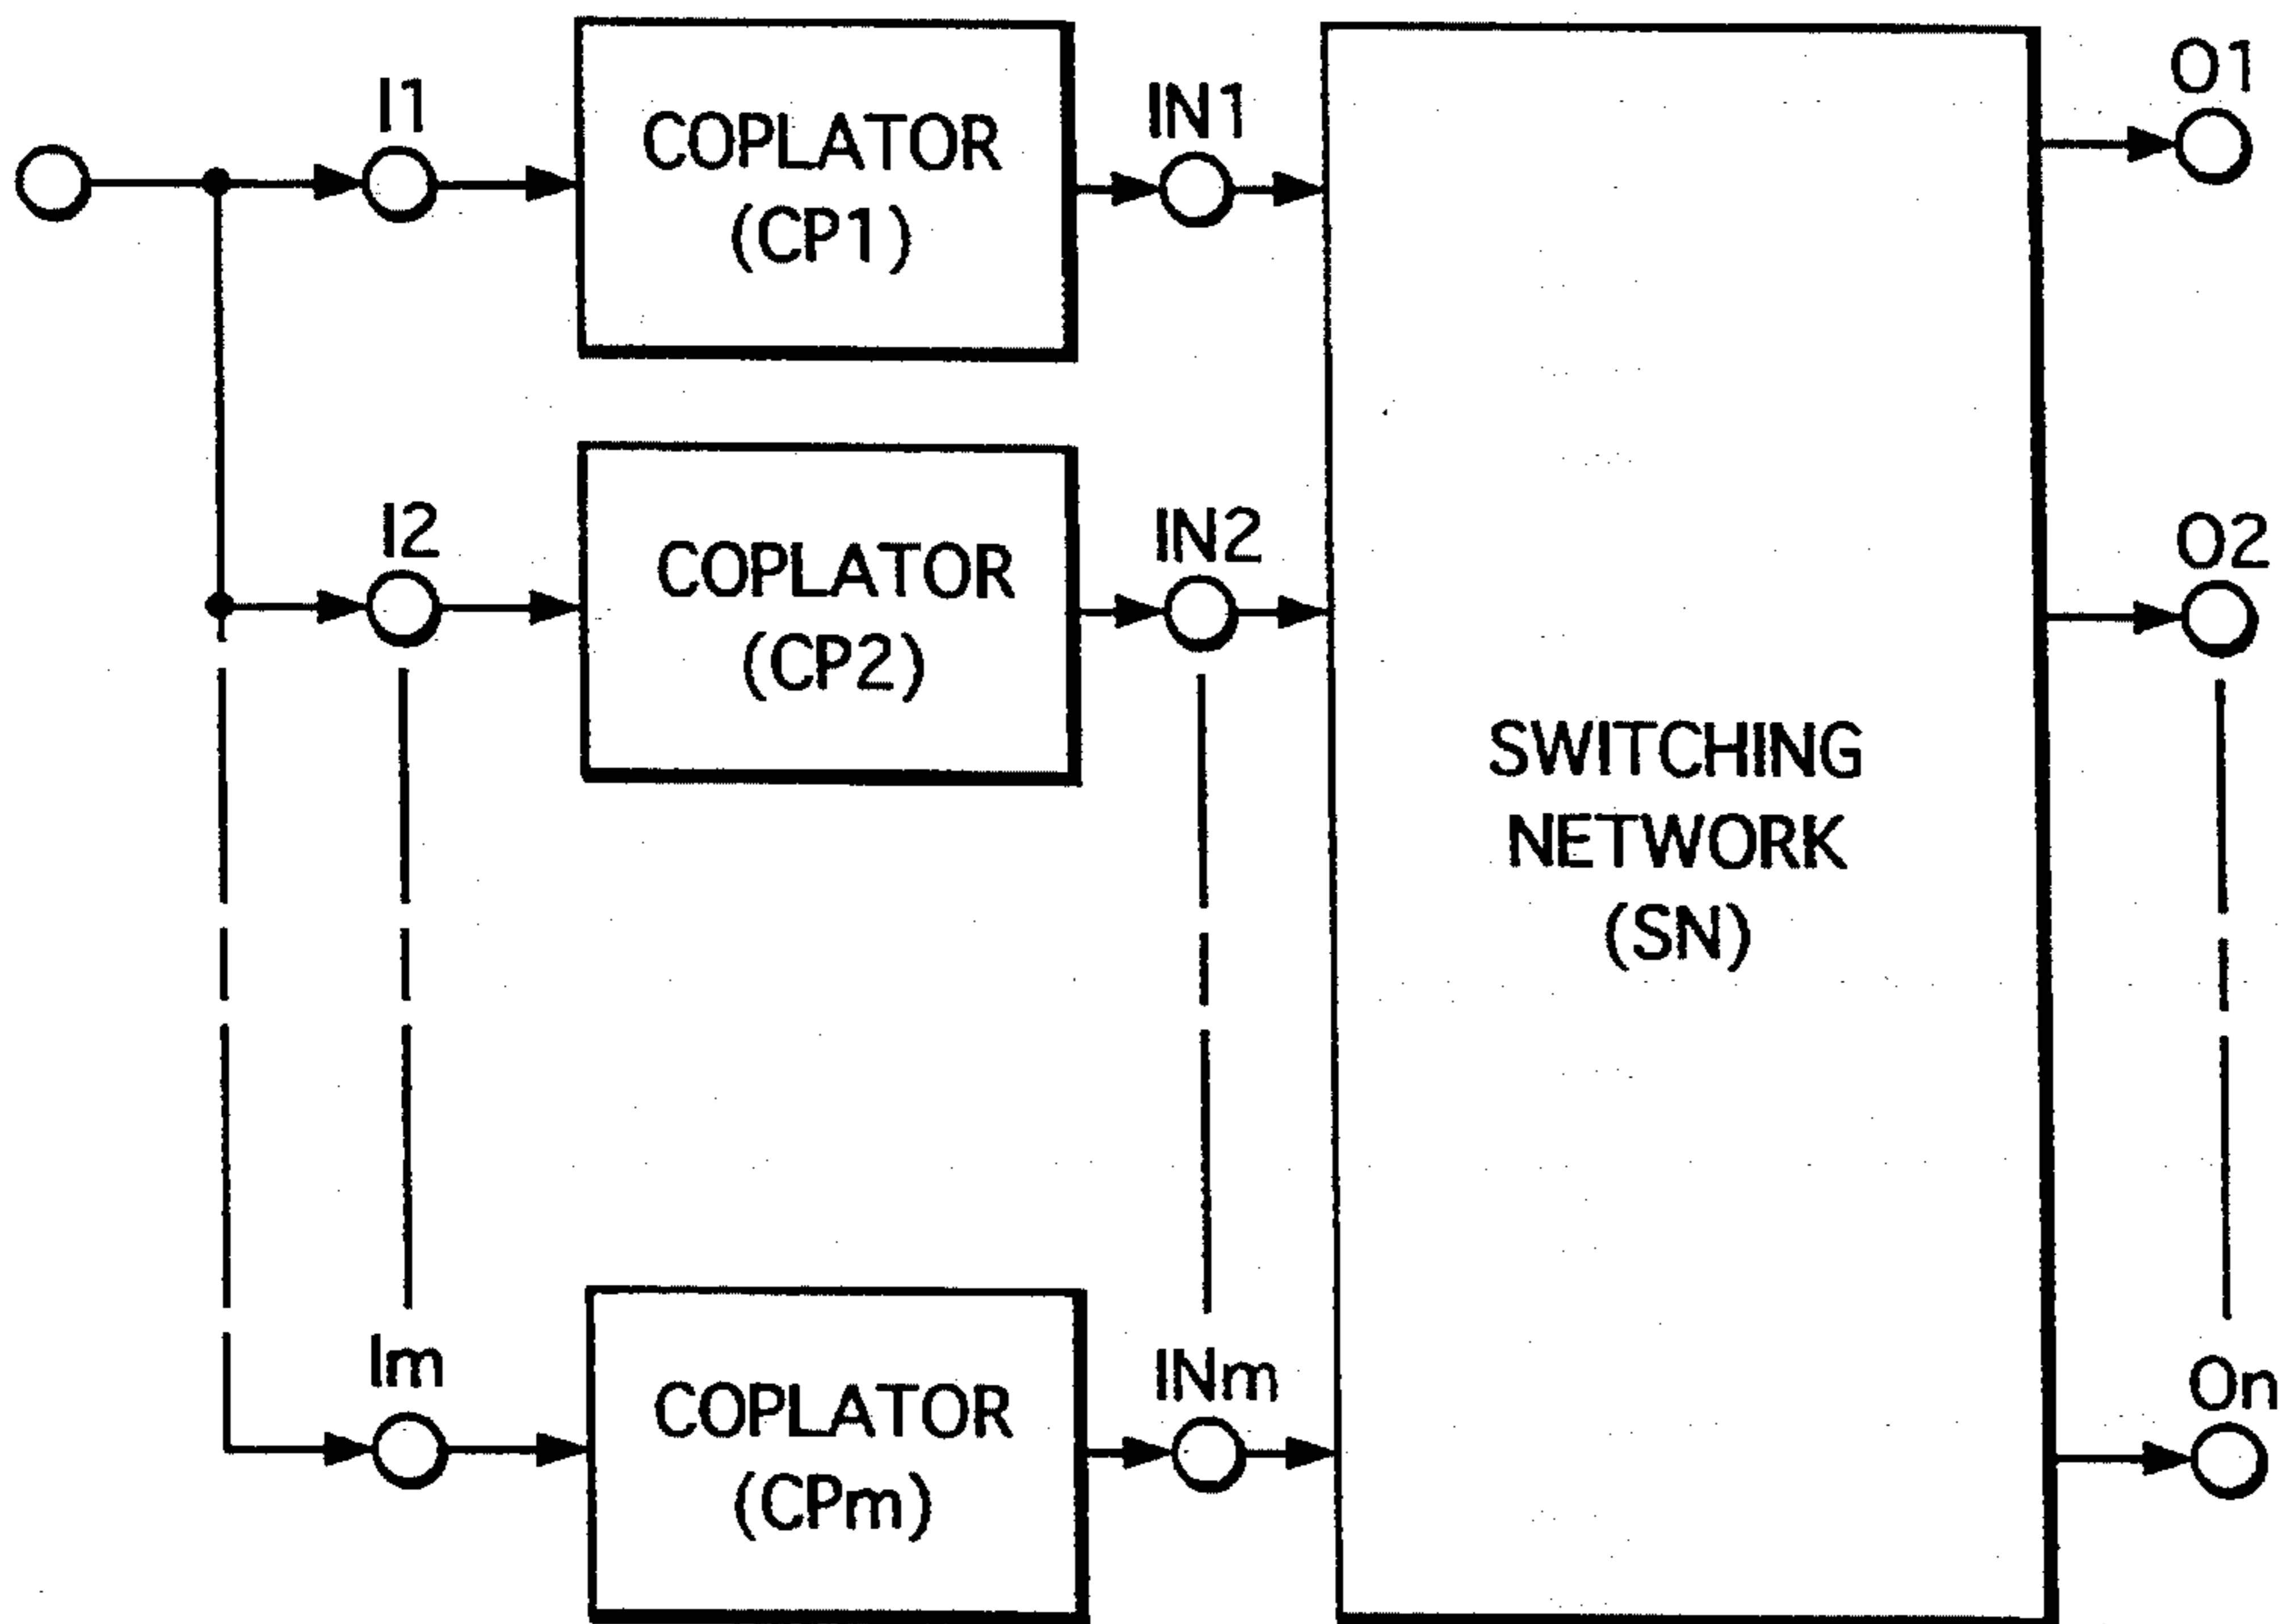 I1
COPLATOR
(CP1)
IN1
O1
I2
COPLATOR
(CP2)
IN2
O2
SWITCHING
NETWORK
(SN)
Im
COPLATOR
(CPm)
INm
On